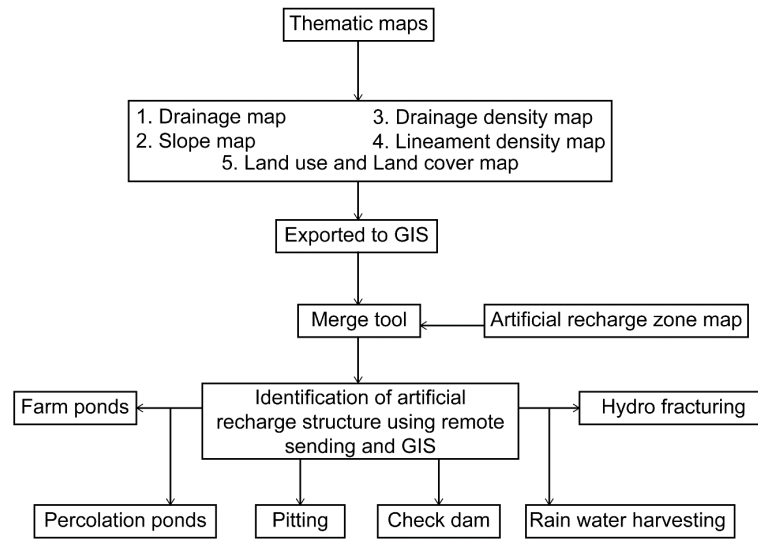 Thematic maps
1. Drainage map
3. Drainage density map
2. Slope map
4. Lineament density map
5. Land use and Land cover map
Exported to GIS
Merge tool
Artificial recharge zone map
Farm ponds
Identification of artificial
recharge structure using remote
sending and GIS
Hydro fracturing
Percolation ponds
Pitting
Check dam
Rain water harvesting